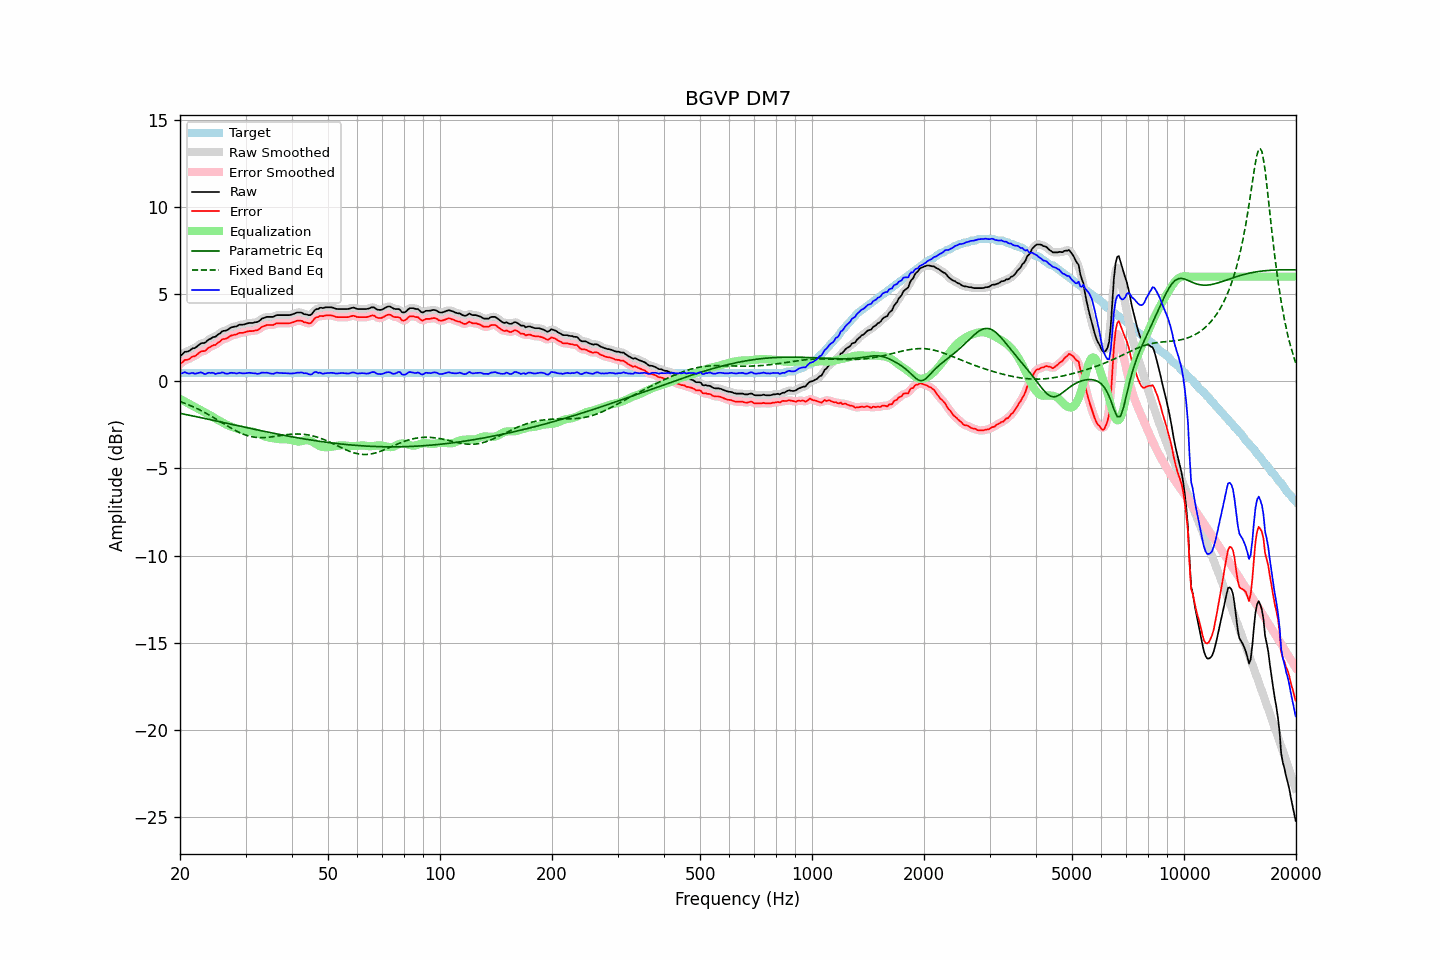 BGVP DM7
Target
Raw Smoothed
Error Smoothed
Raw
Error
Equalization
Parametric Eq
Fixed Band Eq
Equalized
15
10
5
0
−5
−10
−15
−20
−25
Amplitude (dBr)
20 50 100 200 500 1000 2000 5000 10000 20000
Frequency (Hz)